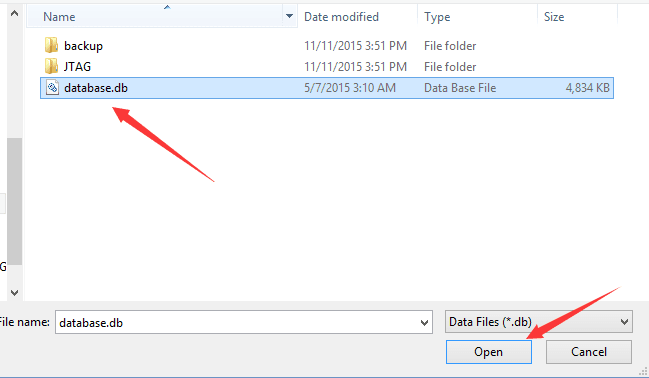 Name Date modified Type Size
backup 11/11/2015 3:51 PM File folder
JTAG 11/11/2015 3:51 PM File folder
database.db 5/7/2015 3:10 AM Data Base File 4,834 KB
G
File name: database.db Data Files (*.db)
Open Cancel